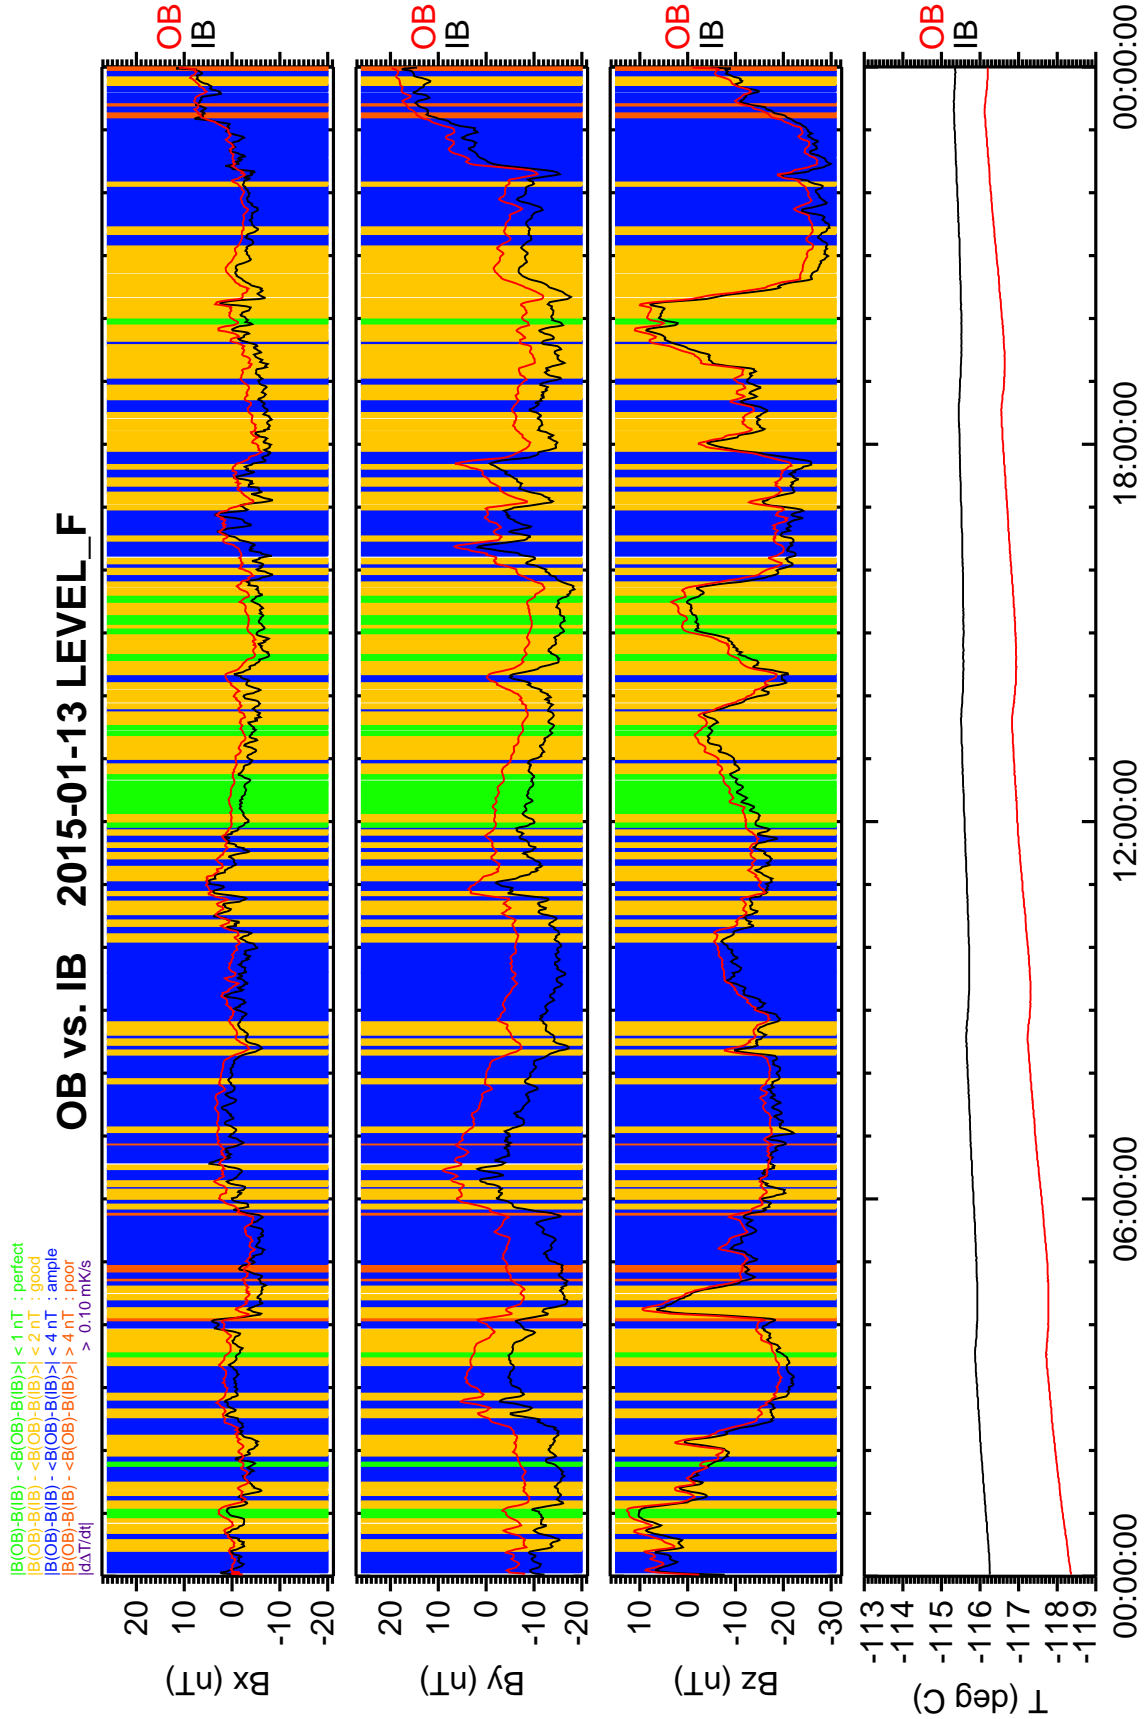 |B(OB)-B(IB) - <B(OB)-B(IB)>| < 1 nT : perfect
|B(OB)-B(IB) - <B(OB)-B(IB)>| < 2 nT : good
|B(OB)-B(IB) - <B(OB)-B(IB)>| < 4 nT : ample
|B(OB)-B(IB) - <B(OB)-B(IB)>| > 4 nT : poor
|dΔT/dt| > 0.10 mK/s
OB vs. IB 2015-01-13 LEVEL_F
Bx (nT)
20
10
0
-10
-20
OB
IB
By (nT)
20
10
0
-10
-20
OB
IB
Bz (nT)
10
0
-10
-20
-30
OB
IB
T (deg C)
-113
-114
-115
-116
-117
-118
-119
OB
IB
00:00:00
06:00:00
12:00:00
18:00:00
00:00:00